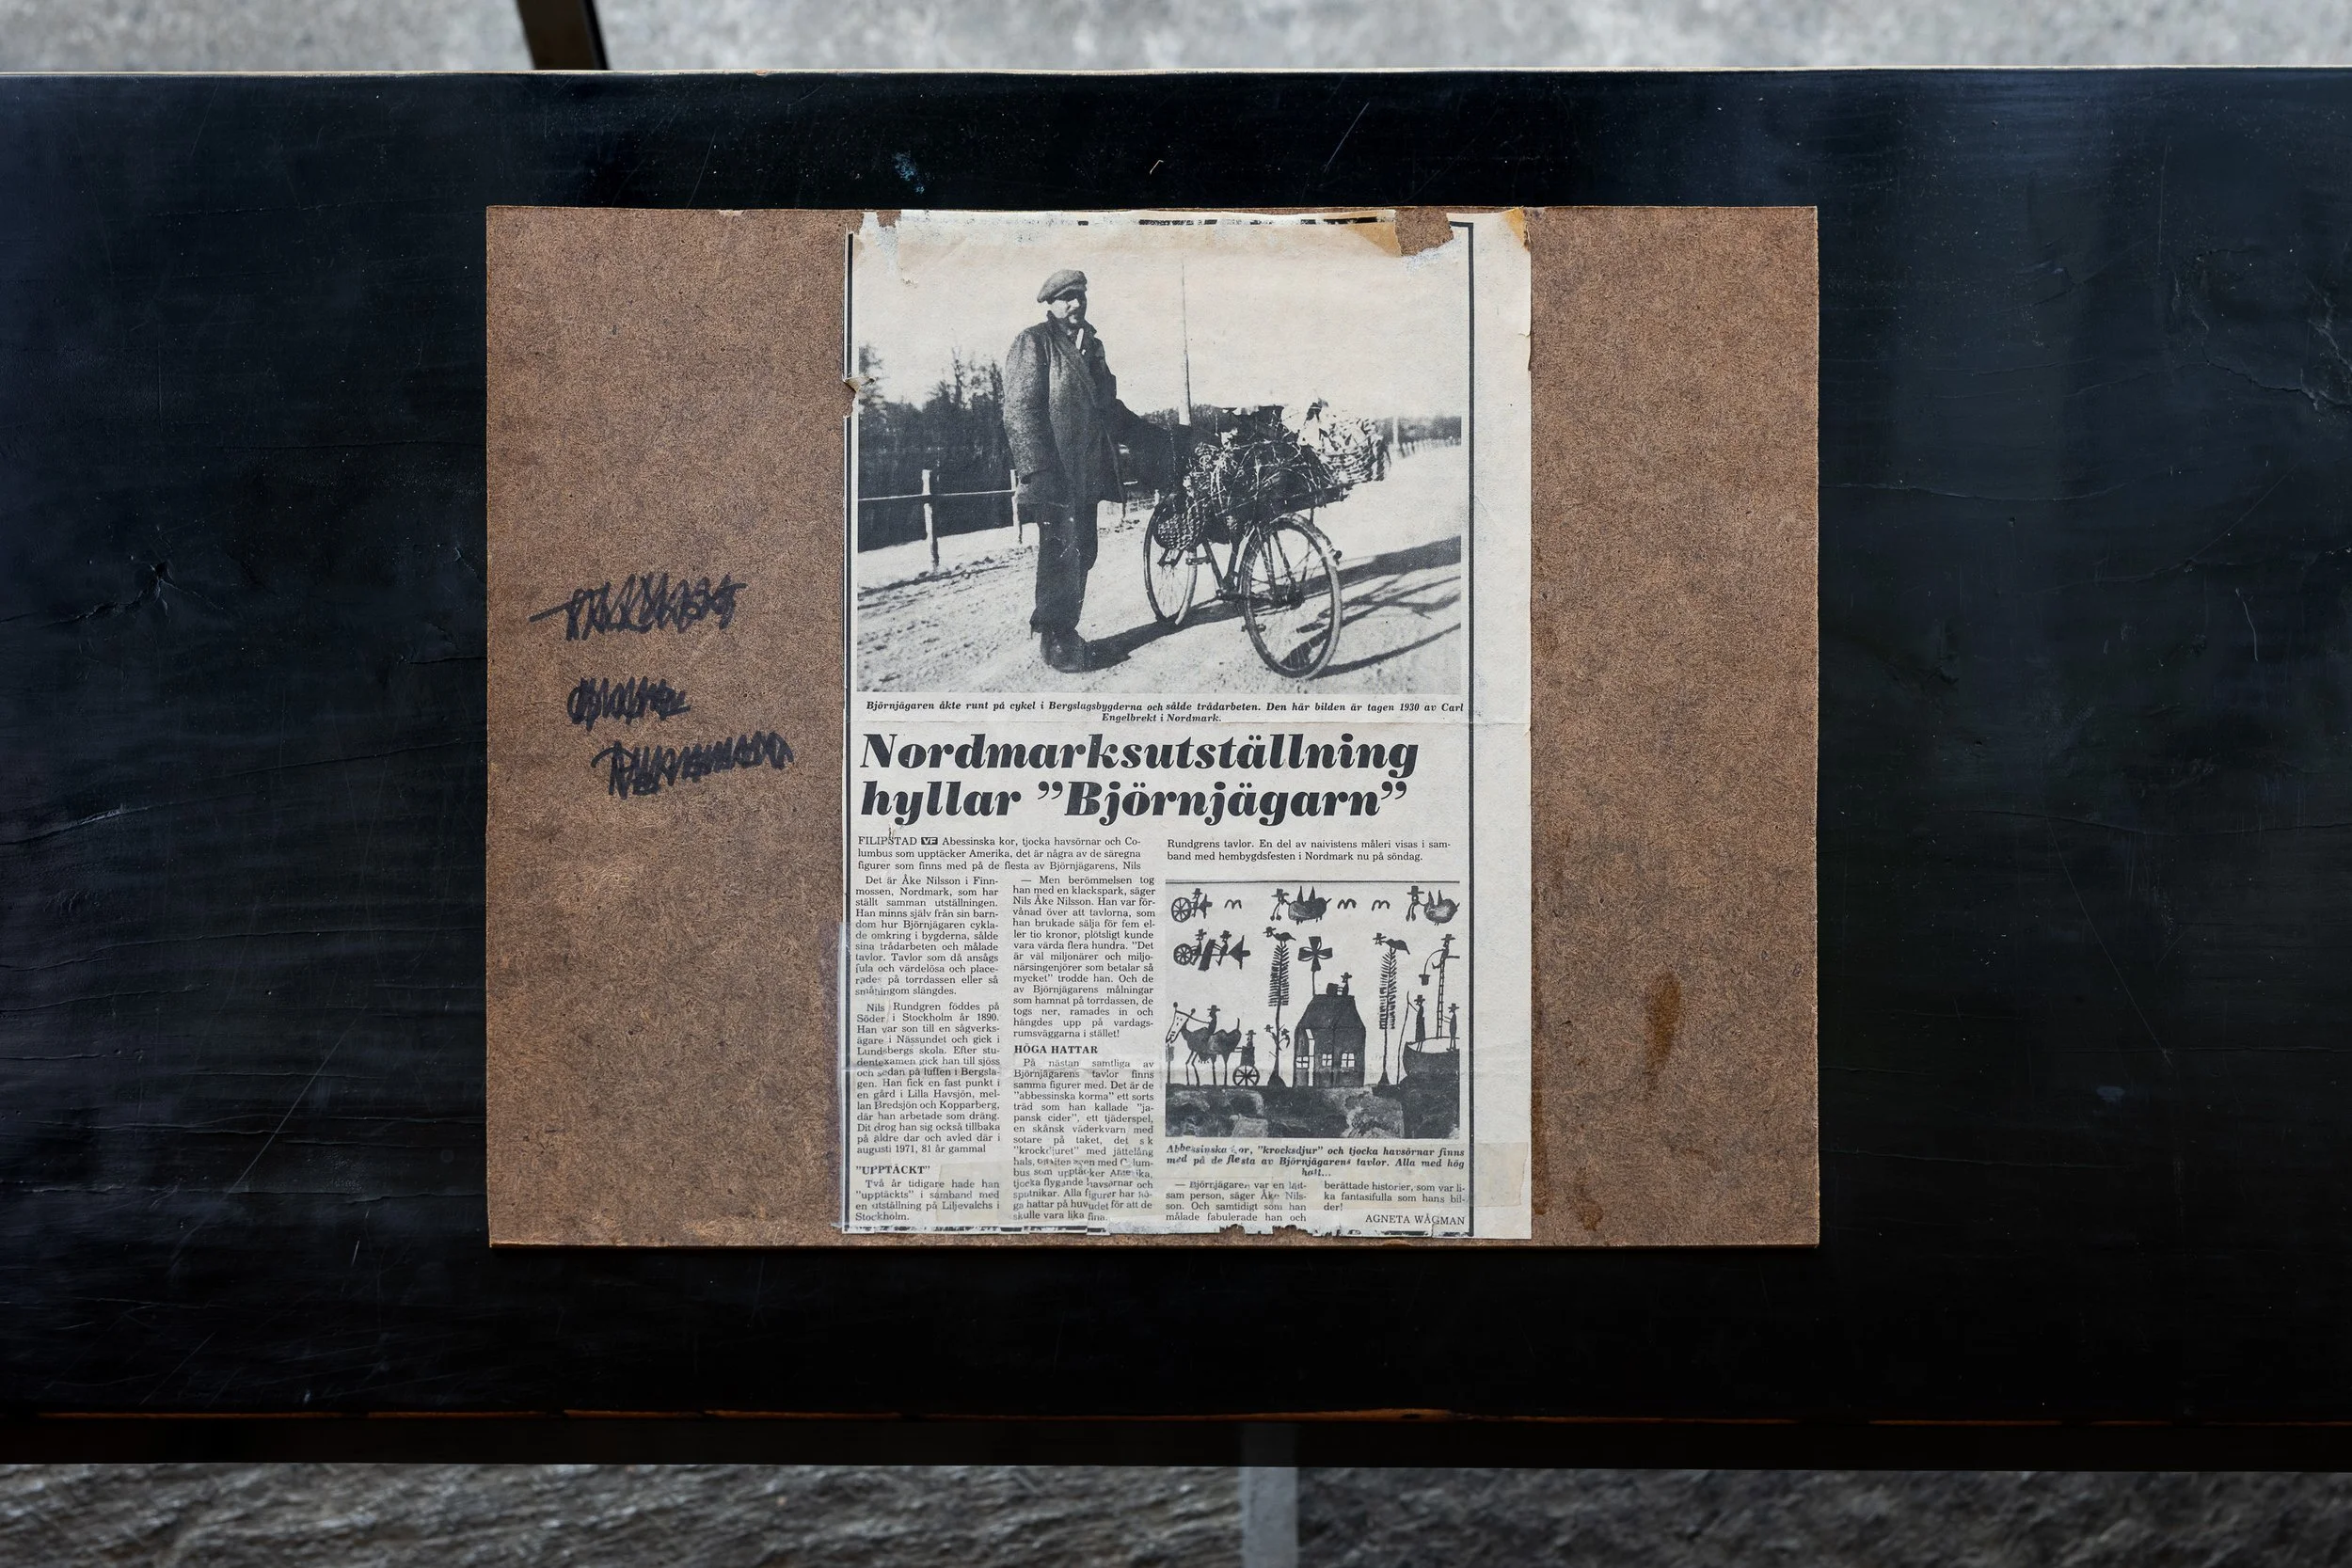 Björnjägaren åkte runt på cykel i Bergslagsbygderna och sålde trådarbeten. Den här bilden är tagen 1930 av Carl
Engelbrekt i Nordmark.
Nordmarksutställning
hyllar ”Björnjägarn”
FILIPSTAD VF Abessinska kor, tjocka havsörnar och Co-
lumbus som upptäcker Amerika, det är några av de säregna
figurer som finns med på de flesta av Björnjägarens, Nils
Rundgrens tavlor. En del av naivistens måleri visas i sam-
band med hembygdsfesten i Nordmark nu på söndag.
Det är Åke Nilsson i Finn-
mossen, Nordmark, som har
ställt samman utställningen.
Han minns själv från sin barn-
dom hur Björnjägaren cykla-
de omkring i bygderna, sålde
sina trådarbeten och målade
tavlor. Tavlor som då ansågs
fula och värdelösa och place-
rades på torrdassen eller så
småningom slängdes.
Nils Rundgren föddes på
Söder i Stockholm år 1890.
Han var son till en sågverks-
ägare i Nässundet och gick i
Lundsbergs skola. Efter stu-
dentexamen gick han till sjöss
och sedan på luffen i Bergsla-
gen. Han fick en fast punkt i
en gård i Lilla Havsjön, mel-
lan Bredsjön och Kopparberg,
där han arbetade som dräng.
Dit drog han sig också tillbaka
på äldre dar och avled där i
augusti 1971, 81 år gammal
"UPPTÄCKT"
Två år tidigare hade han
"upptäckts" i samband med
en utställning på Liljevalchs i
Stockholm.
— Men berömmelsen tog
han med en klackspark, säger
Nils Åke Nilsson. Han var för-
vånad över att tavlorna, som
han brukade sälja för fem el-
ler tio kronor, plötsligt kunde
vara värda flera hundra. "Det
är väl miljonärer och miljo-
närsingenjörer som betalar så
mycket" trodde han. Och de
av Björnjägarens målningar
som hamnat på torrdassen, de
togs ner, ramades in och
hängdes upp på vardags-
rumsväggarna i stället!
HÖGA HATTAR
På nästan samtliga av
Björnjägarens tavlor finns
samma figurer med. Det är de
"abbessinska korna" ett sorts
träd som han kallade "ja-
pansk cider", ett tjäderspel,
en skånsk väderkvarn med
sotare på taket, det s k
"krockdjuret" med jättelång
hals, med Colum-
bus som upptäcker Amerika,
tjocka flygande havsörnar och
sputnikar. Alla figurer har hö-
ga hattar på huvudet för att de
skulle vara lika fina.
Abbessinska kor, "krocksdjur" och tjocka havsörnar finns
med på de flesta av Björnjägarens tavlor. Alla med hög
hatt...
— Björnjägaren var en lätt-
sam person, säger Åke Nils-
son. Och samtidigt som han
målade fabulerade han och
berättade historier, som var li-
ka fantasifulla som hans bil-
der!
AGNETA WÅGMAN